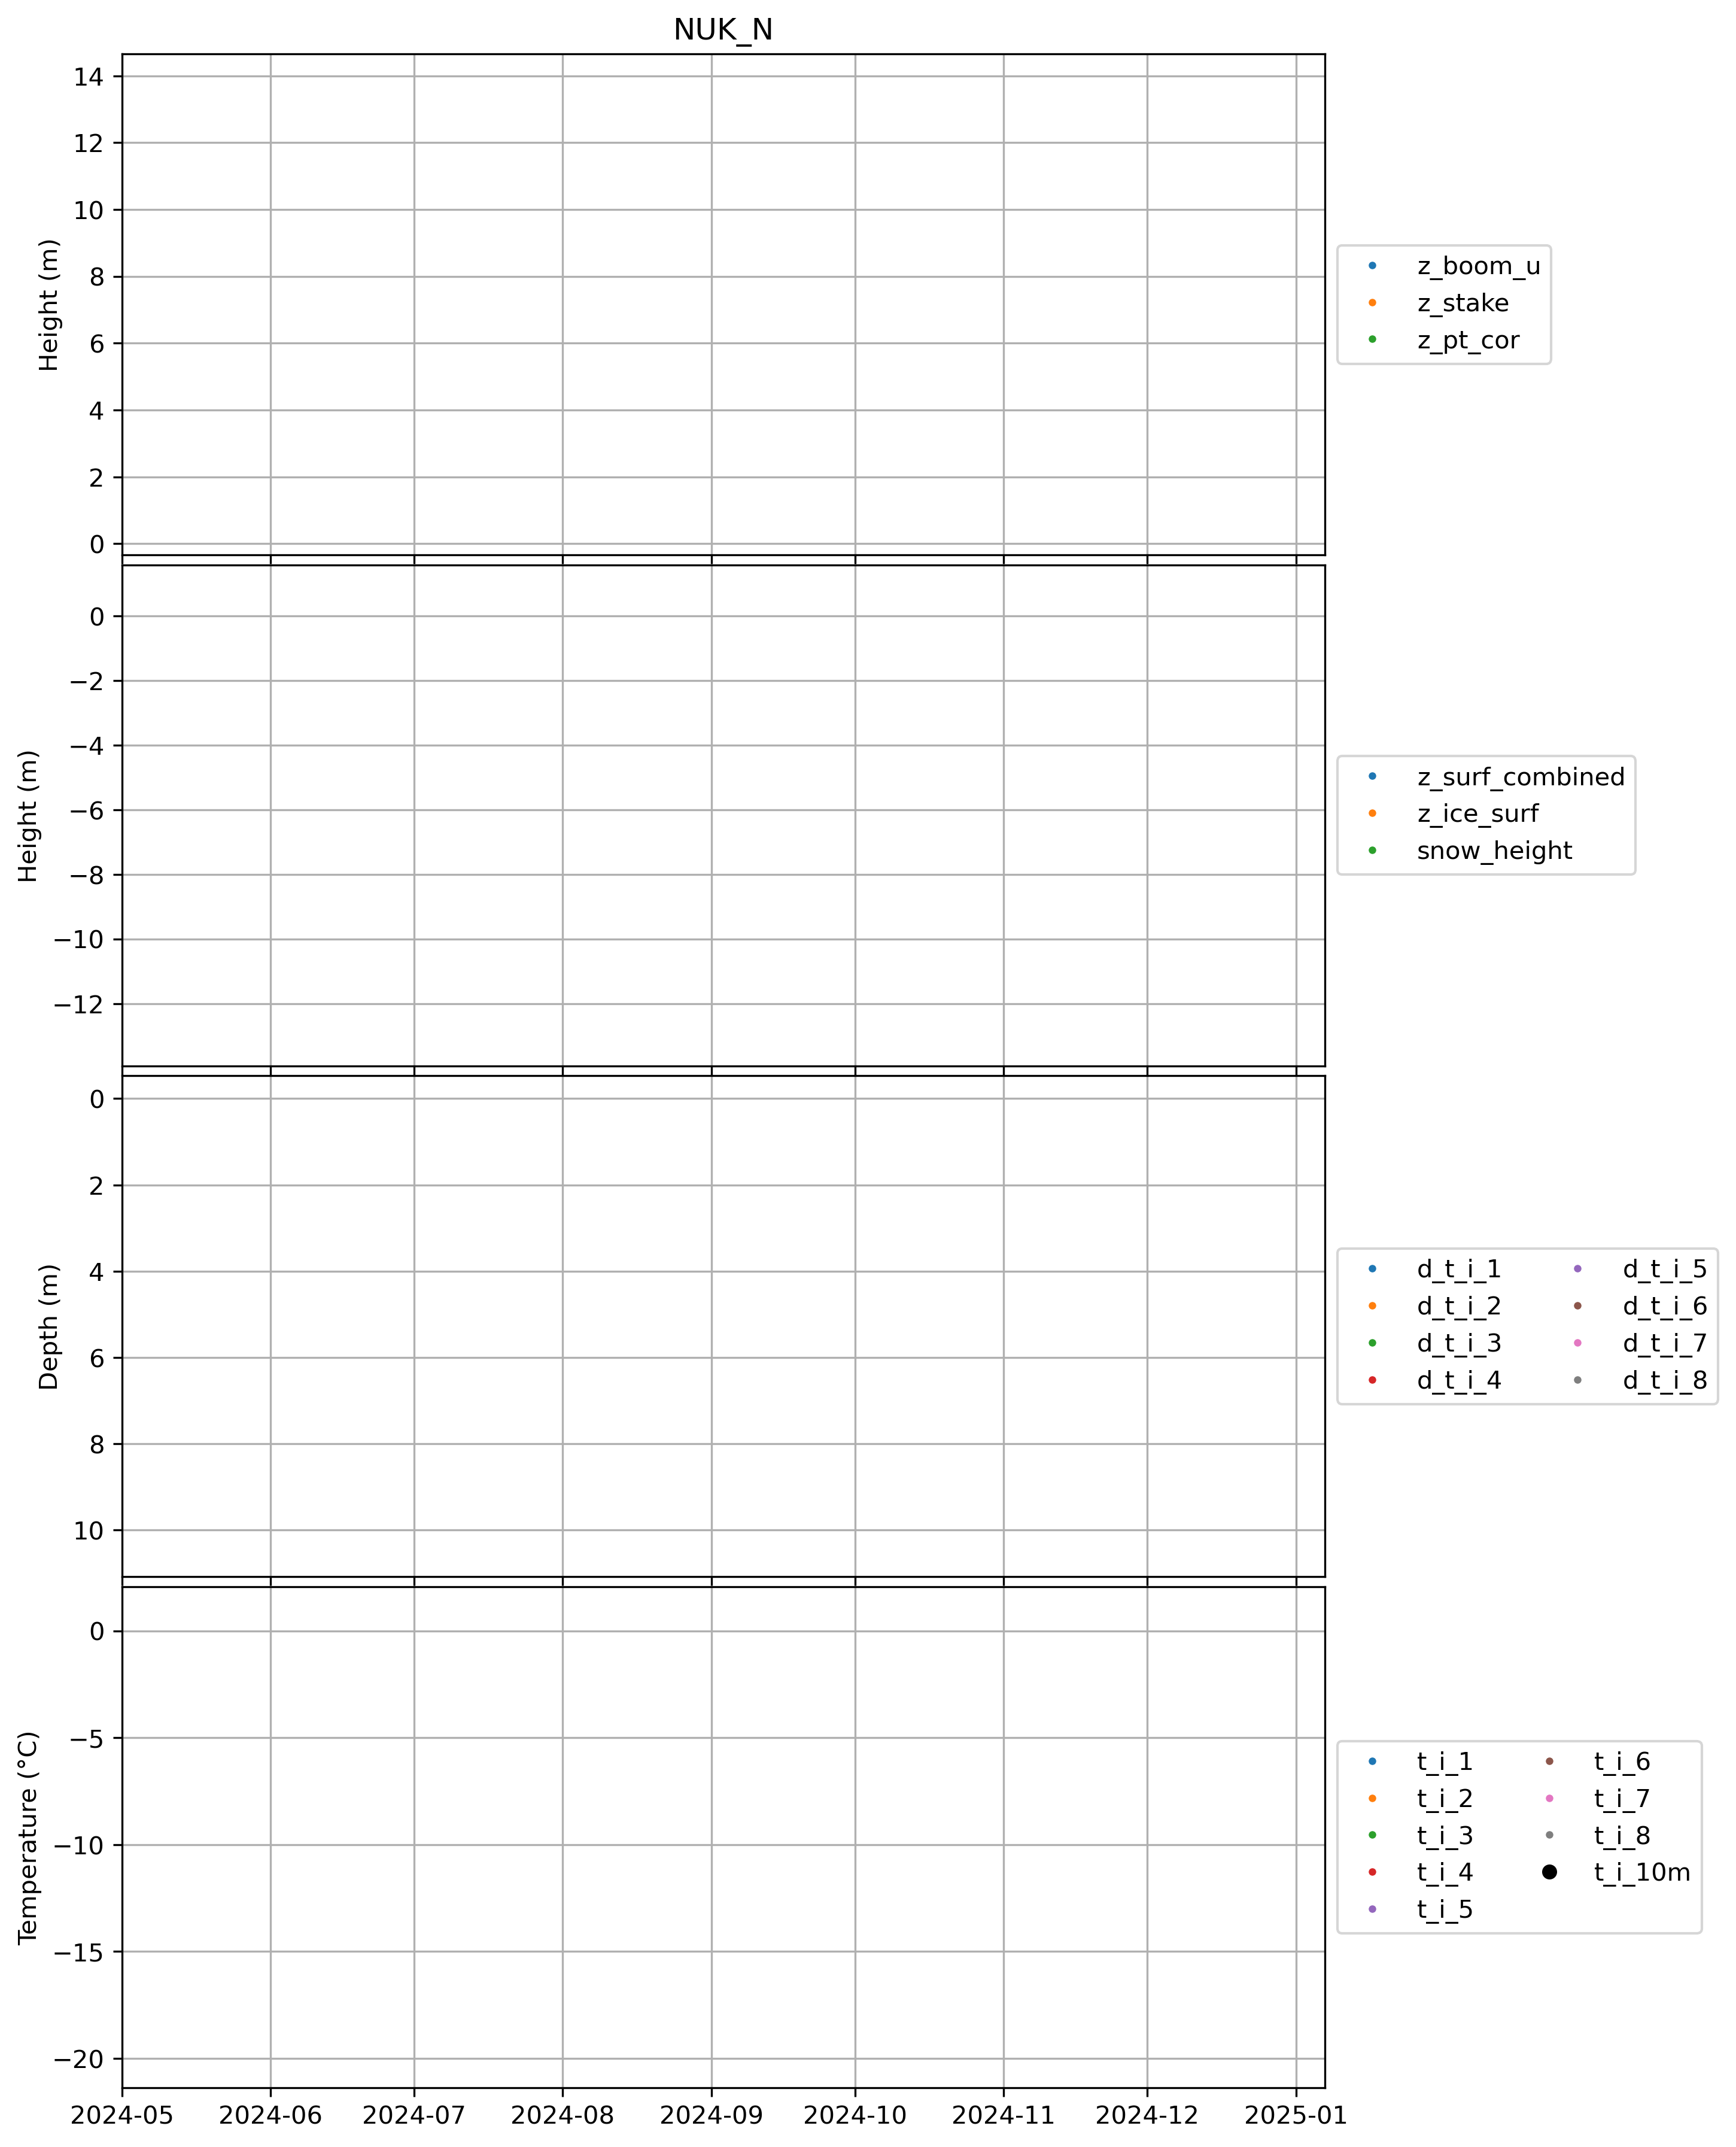 NUK_N
14
12
10
8
6
4
2
0
Height (m)
z_boom_u
z_stake
z_pt_cor
0
−2
−4
−6
−8
−10
−12
Height (m)
z_surf_combined
z_ice_surf
snow_height
0
2
4
6
8
10
Depth (m)
d_t_i_1 d_t_i_5
d_t_i_2 d_t_i_6
d_t_i_3 d_t_i_7
d_t_i_4 d_t_i_8
0
−5
−10
−15
−20
Temperature (°C)
t_i_1 t_i_6
t_i_2 t_i_7
t_i_3 t_i_8
t_i_4 t_i_10m
t_i_5
2024-05 2024-06 2024-07 2024-08 2024-09 2024-10 2024-11 2024-12 2025-01